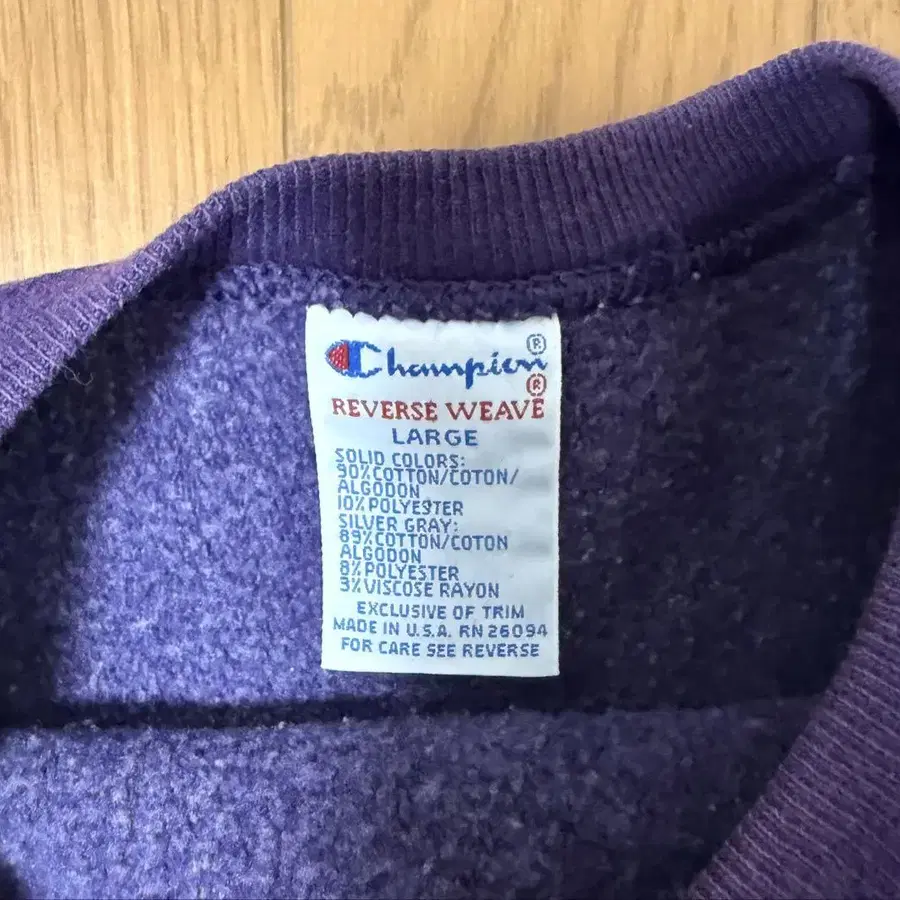 Champion®
REVERSE WEAVE®
LARGE
SOLID COLORS:
90%COTTON/COTON/
ALGODON
10%POLYESTER
SILVER GRAY:
89%COTTON/COTON
ALGODON
8%POLYESTER
3%VISCOSE RAYON
EXCLUSIVE OF TRIM
MADE IN U.S.A. RN 26094
FOR CARE SEE REVERSE